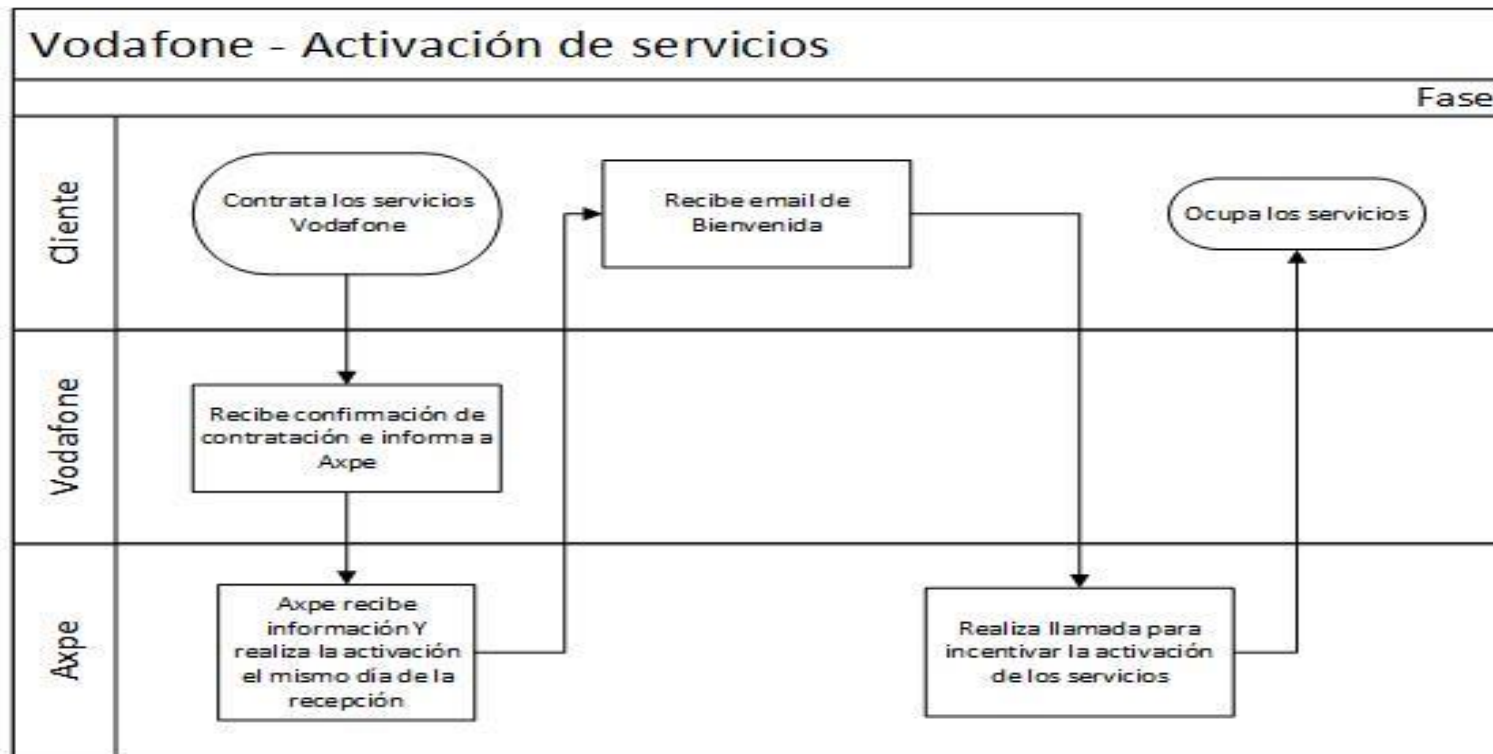 Vodafone - Activación de servicios
Fase
Cliente
Contrata los servicios
Vodafone
Recibe email de
Bienvenida
Ocupa los servicios
Vodafone
Recibe confirmación de
contratación e informa a
Axpe
Axpe
Axpe recibe
información Y
realiza la activación
el mismo día de la
recepción
Realiza llamada para
incentivar la activación
de los servicios